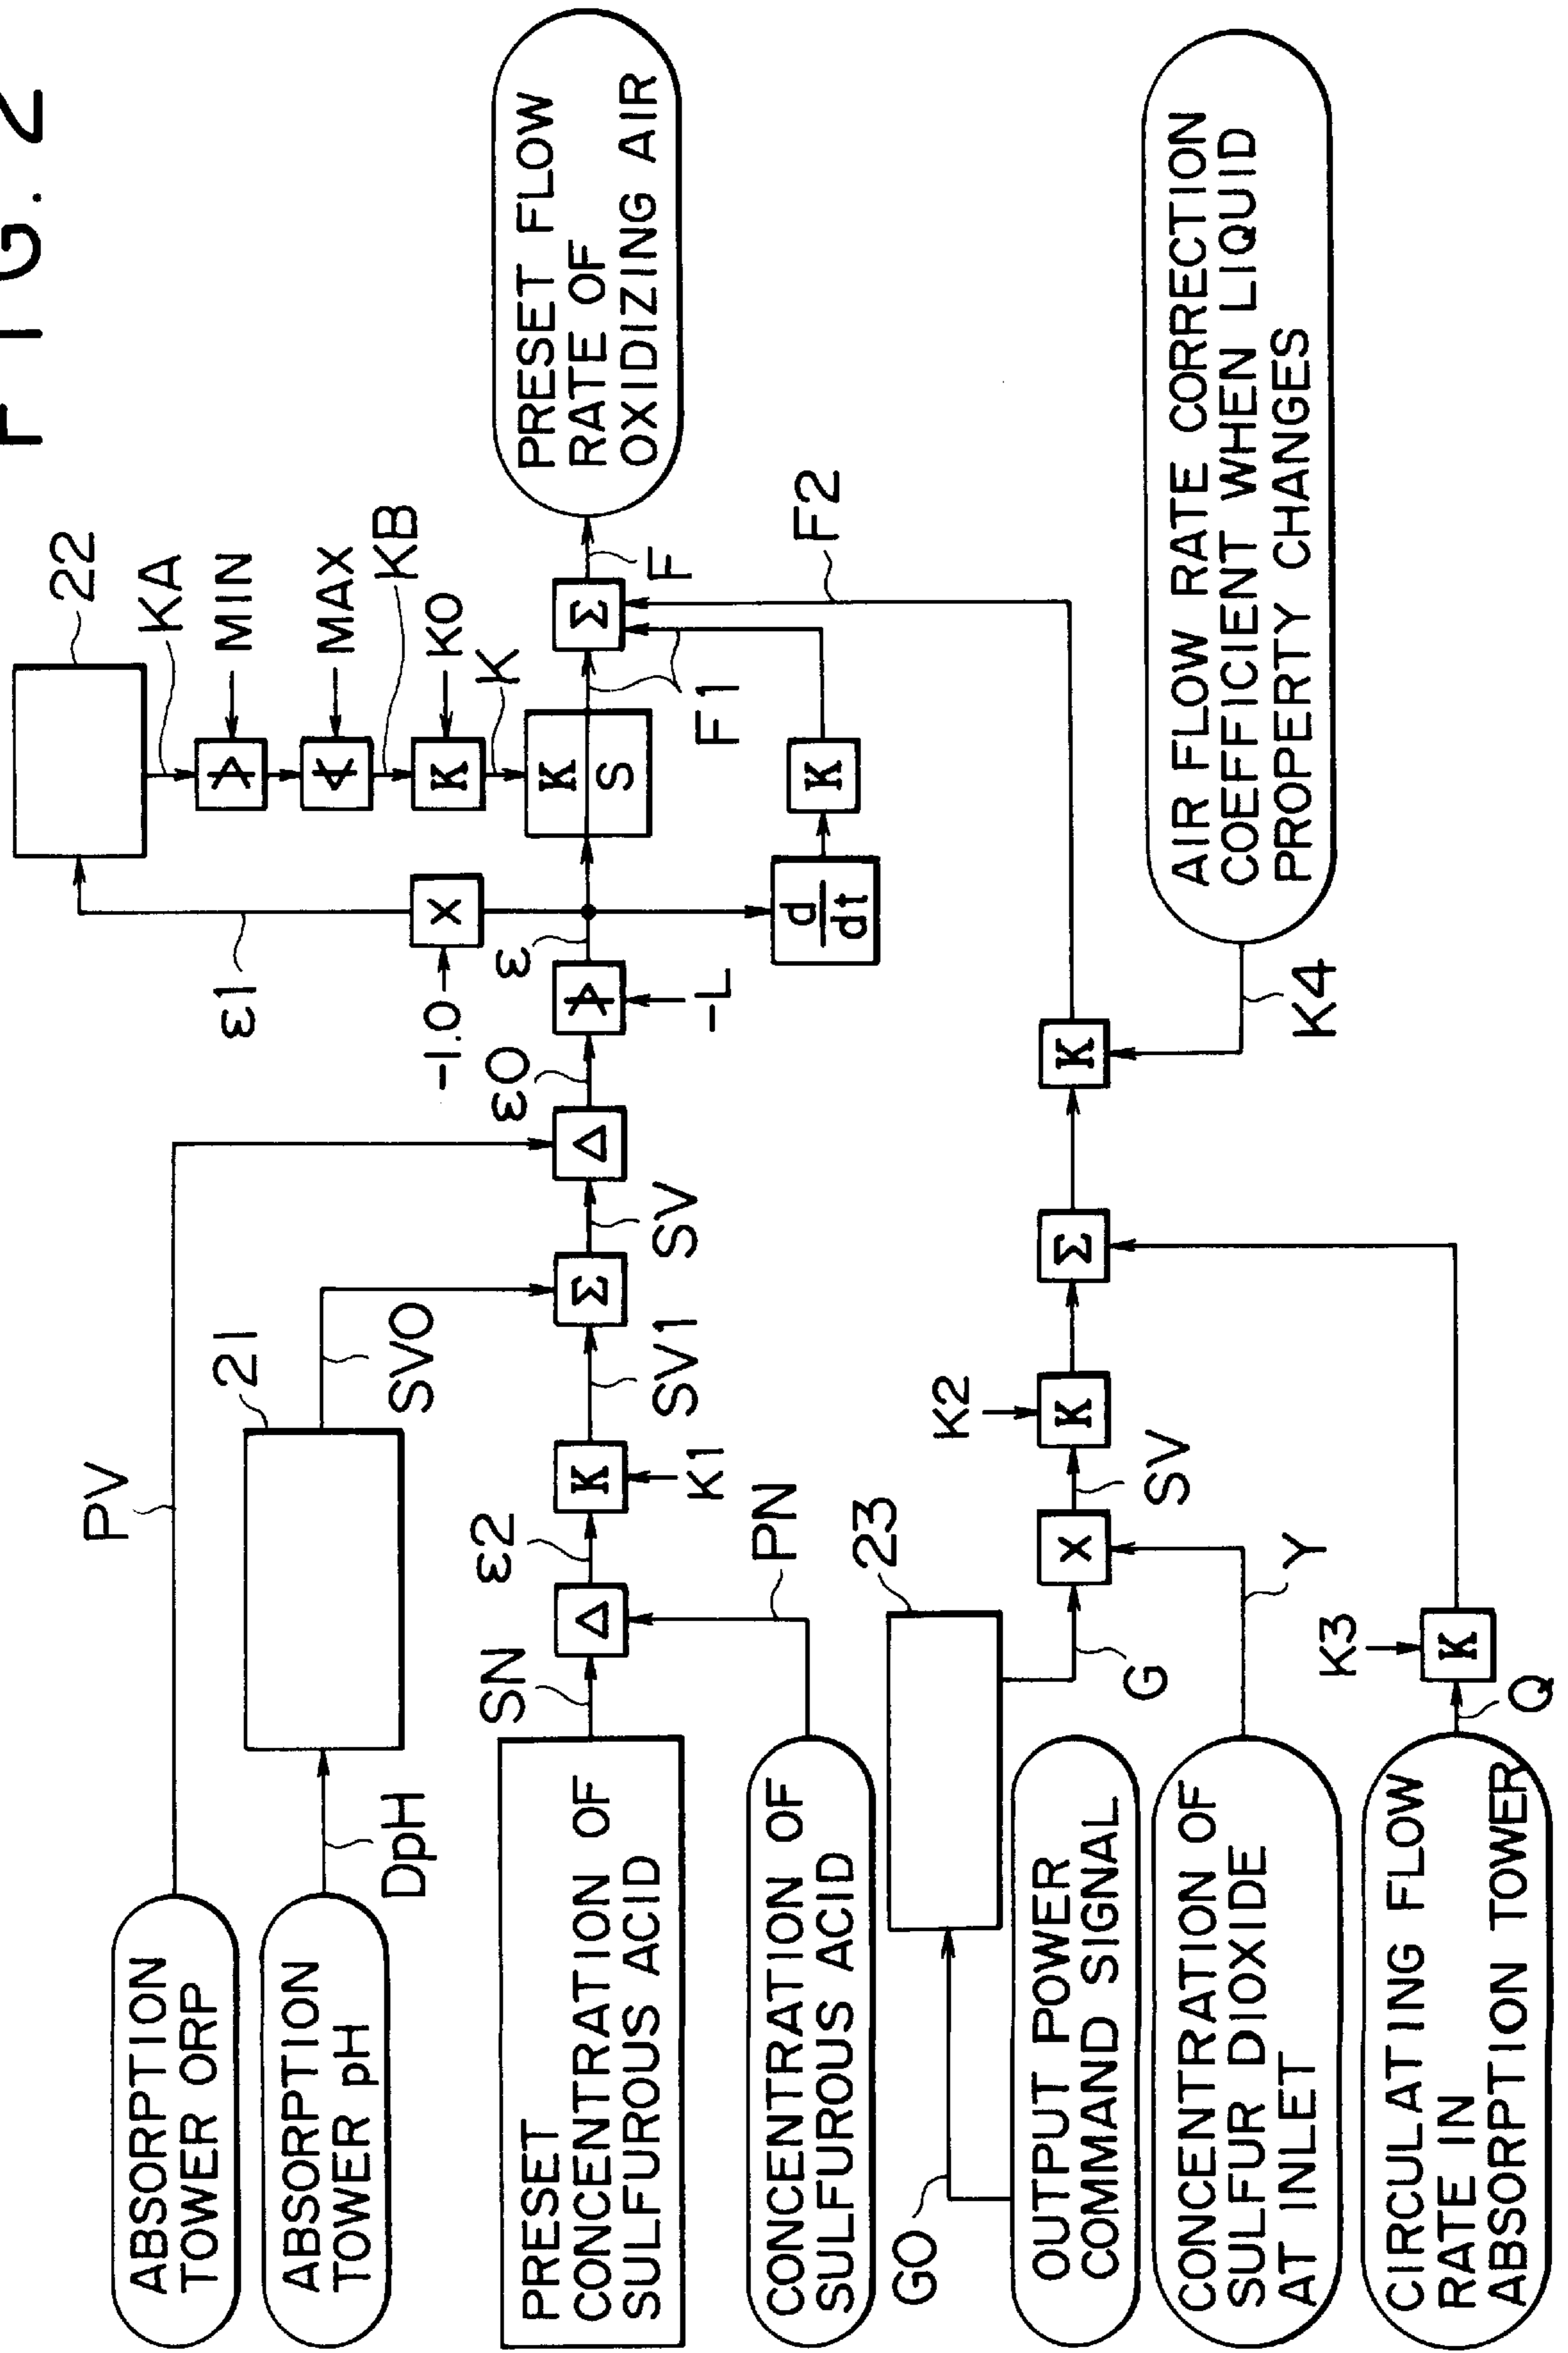 FIG. 2
ABSORPTION
TOWER ORP
PV
ABSORPTION
TOWER pH
DpH
21
SVO
PRESET
CONCENTRATION OF
SULFUROUS ACID
SN
Δ
ε2
K
K1
SV1
Σ
SV
Δ
ε0
>
-L
ε
-1.0
X
ε1
22
KA
>
MIN
<
MAX
KB
K
KO
K
K
S
F1
d
dt
K
Σ
F
F2
PRESET FLOW
RATE OF
OXIDIZING AIR
CONCENTRATION OF
SULFUROUS ACID
PN
GO
23
OUTPUT POWER
COMMAND SIGNAL
G
X
SV
K2
K
Σ
K
K4
AIR FLOW RATE CORRECTION
COEFFICIENT WHEN LIQUID
PROPERTY CHANGES
CONCENTRATION OF
SULFUR DIOXIDE
AT INLET
Y
CIRCULATING FLOW
RATE IN
ABSORPTION TOWER
Q
K3
K